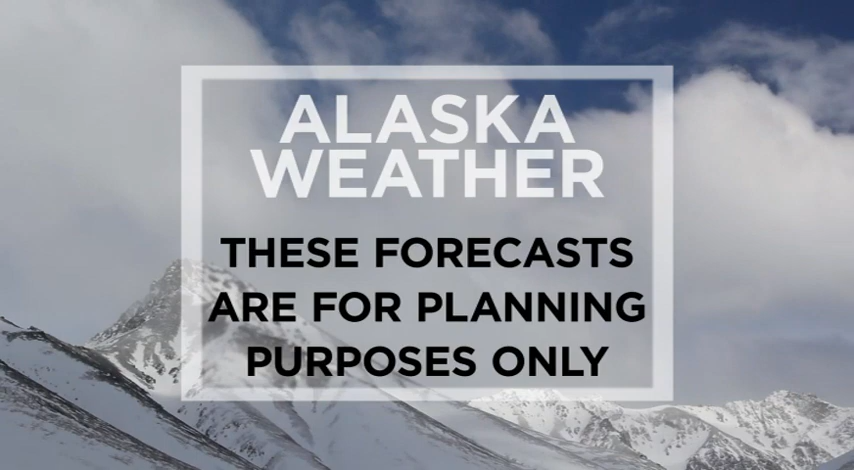 ALASKA
WEATHER
THESE FORECASTS
ARE FOR PLANNING
PURPOSES ONLY